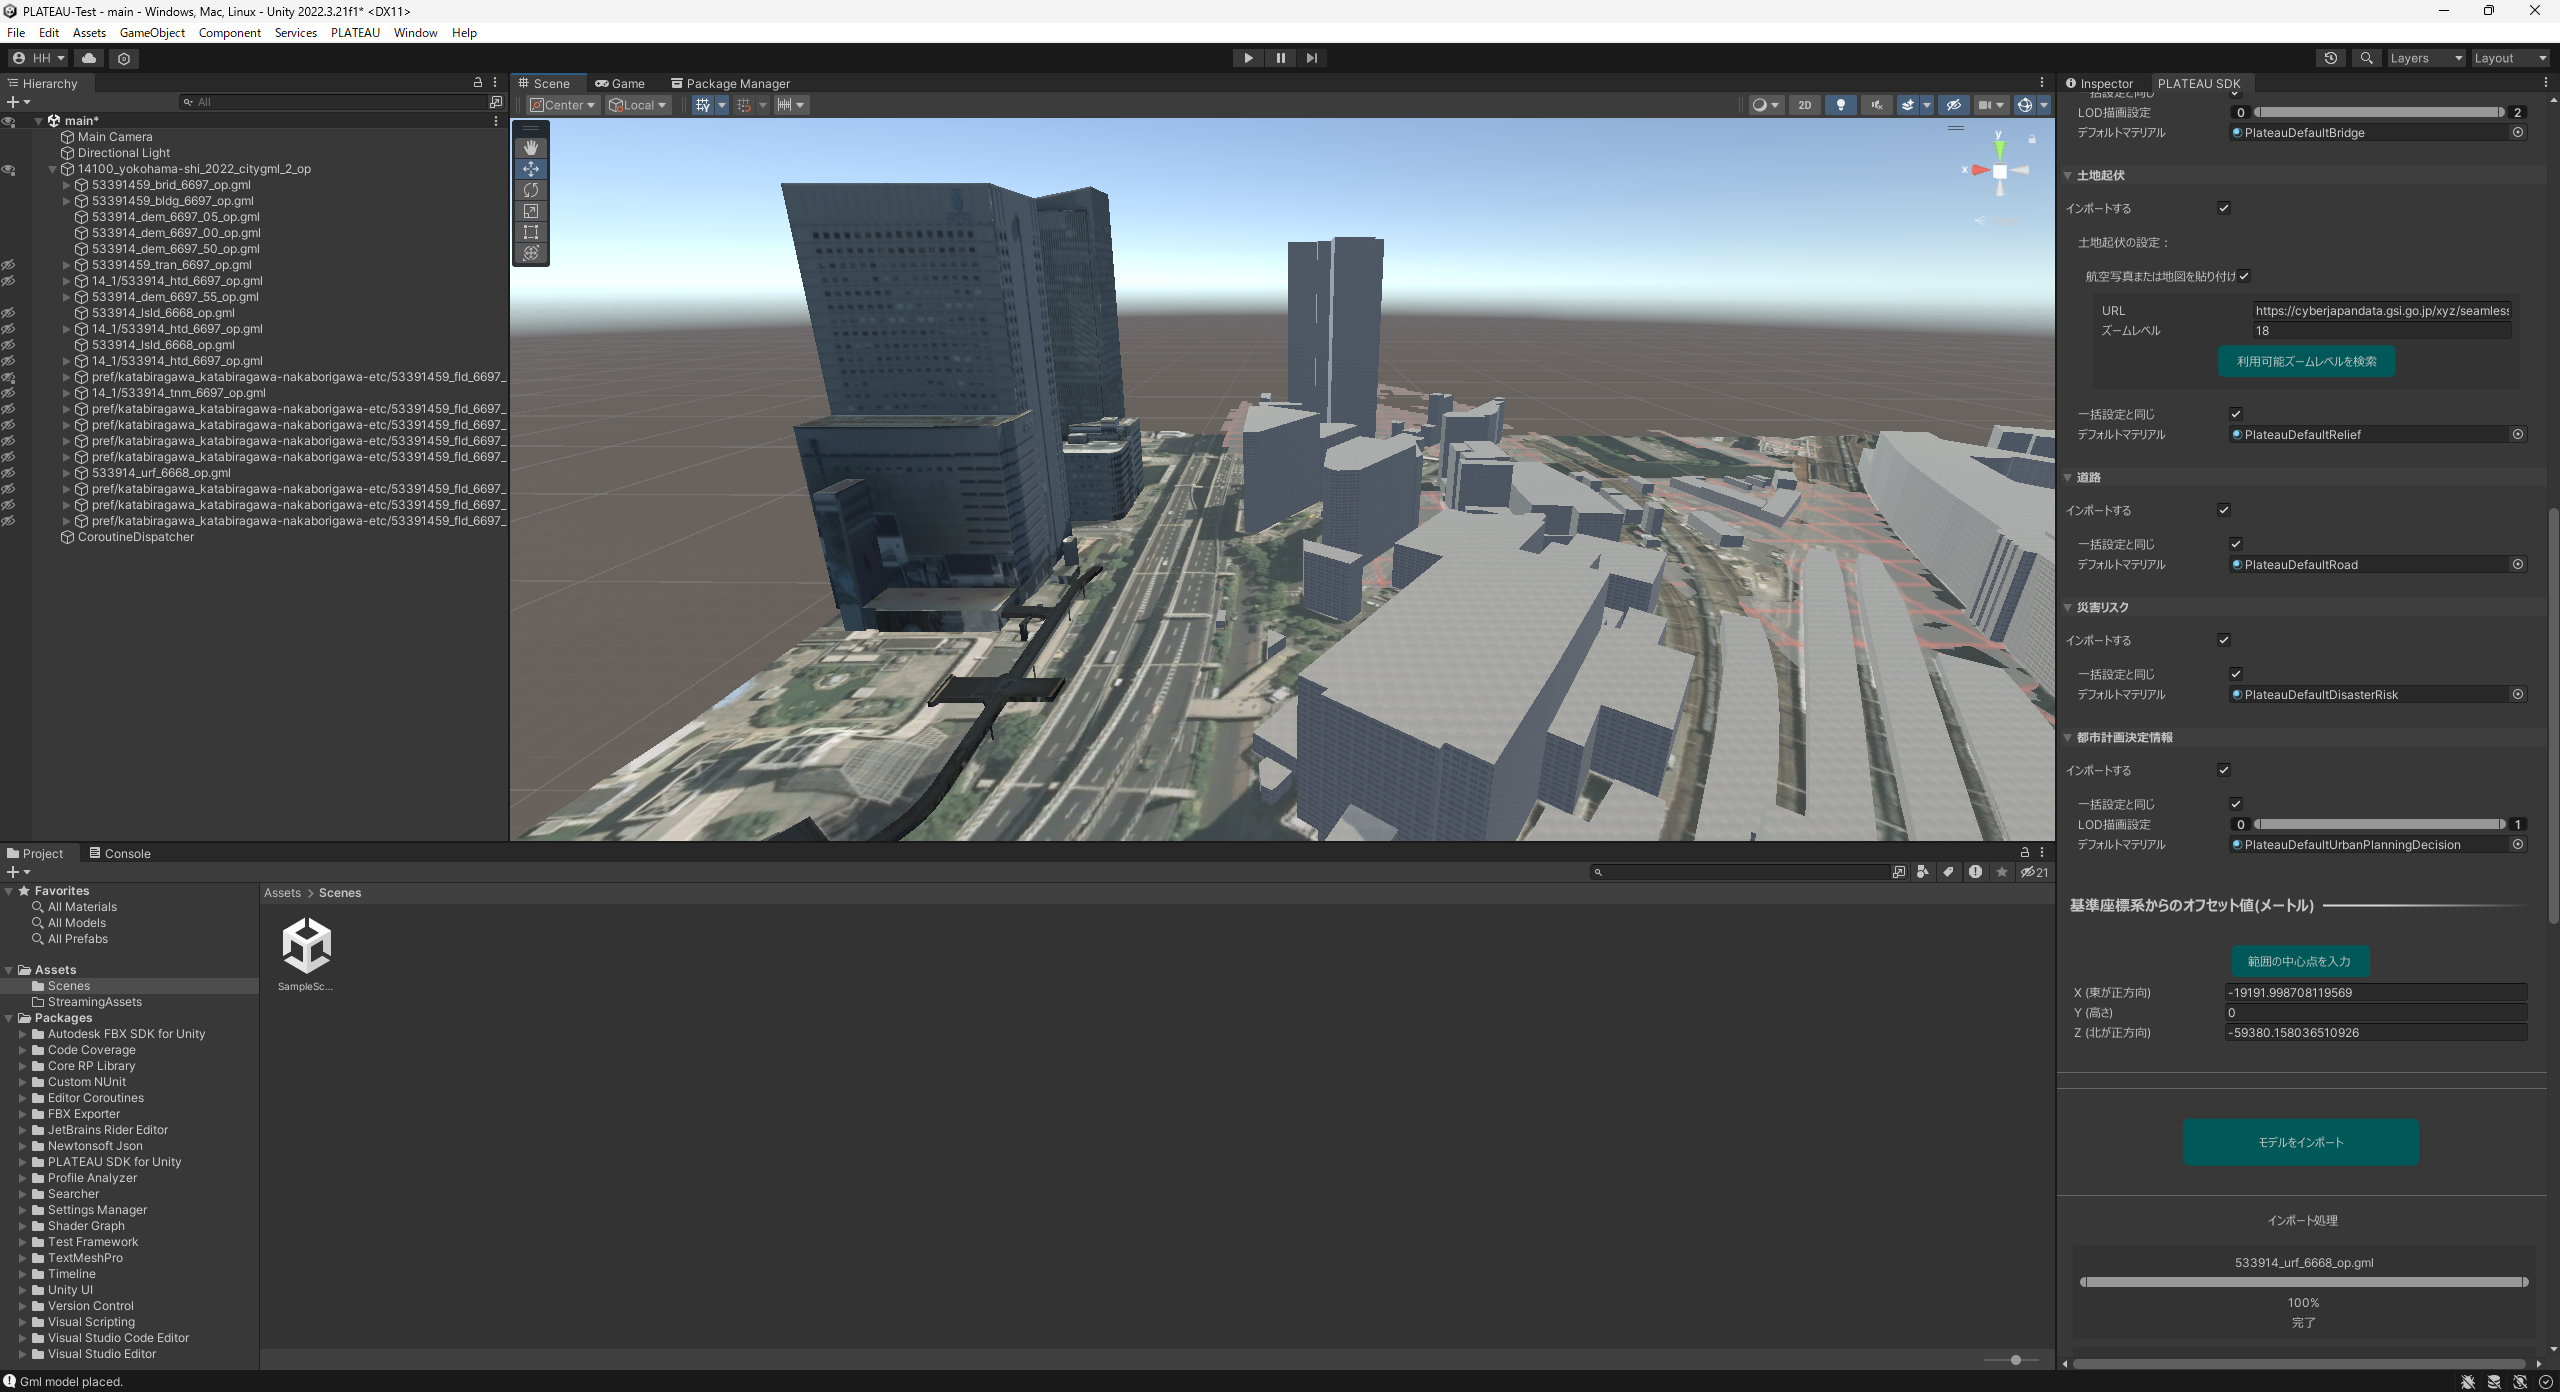 PLATEAU-Test - main - Windows, Mac, Linux - Unity 2022.3.21f1* <DX11>
File Edit Assets GameObject Component Services PLATEAU Window Help
HH
Layers
Layout
Hierarchy
All
main*
Main Camera
Directional Light
14100_yokohama-shi_2022_citygml_2_op
53391459_brid_6697_op.gml
53391459_bldg_6697_op.gml
533914_dem_6697_05_op.gml
533914_dem_6697_00_op.gml
533914_dem_6697_50_op.gml
53391459_tran_6697_op.gml
14_1/533914_htd_6697_op.gml
533914_dem_6697_55_op.gml
533914_lsld_6668_op.gml
14_1/533914_htd_6697_op.gml
533914_lsld_6668_op.gml
14_1/533914_htd_6697_op.gml
pref/katabiragawa_katabiragawa-nakaborigawa-etc/53391459_fld_6697_
14_1/533914_tnm_6697_op.gml
pref/katabiragawa_katabiragawa-nakaborigawa-etc/53391459_fld_6697_
pref/katabiragawa_katabiragawa-nakaborigawa-etc/53391459_fld_6697_
pref/katabiragawa_katabiragawa-nakaborigawa-etc/53391459_fld_6697_
pref/katabiragawa_katabiragawa-nakaborigawa-etc/53391459_fld_6697_
533914_urf_6668_op.gml
pref/katabiragawa_katabiragawa-nakaborigawa-etc/53391459_fld_6697_
pref/katabiragawa_katabiragawa-nakaborigawa-etc/53391459_fld_6697_
pref/katabiragawa_katabiragawa-nakaborigawa-etc/53391459_fld_6697_
CoroutineDispatcher
Scene Game Package Manager
Center Local
2D
y
x
Inspector PLATEAU SDK
一括設定と同じ
LOD描画設定 0 2
デフォルトマテリアル PlateauDefaultBridge
土地起伏
インポートする
土地起伏の設定：
航空写真または地図を貼り付け
URL https://cyberjapandata.gsi.go.jp/xyz/seamless
ズームレベル 18
利用可能ズームレベルを検索
一括設定と同じ
デフォルトマテリアル PlateauDefaultRelief
道路
インポートする
一括設定と同じ
デフォルトマテリアル PlateauDefaultRoad
災害リスク
インポートする
一括設定と同じ
デフォルトマテリアル PlateauDefaultDisasterRisk
都市計画決定情報
インポートする
一括設定と同じ
LOD描画設定 0 1
デフォルトマテリアル PlateauDefaultUrbanPlanningDecision
基準座標系からのオフセット値(メートル)
範囲の中心点を入力
X (東が正方向) -19191.998708119569
Y (高さ) 0
Z (北が正方向) -59380.158036510926
モデルをインポート
インポート処理
533914_urf_6668_op.gml
100%
完了
Project Console
21
Favorites
All Materials
All Models
All Prefabs
Assets
Scenes
StreamingAssets
Packages
Autodesk FBX SDK for Unity
Code Coverage
Core RP Library
Custom NUnit
Editor Coroutines
FBX Exporter
JetBrains Rider Editor
Newtonsoft Json
PLATEAU SDK for Unity
Profile Analyzer
Searcher
Settings Manager
Shader Graph
Test Framework
TextMeshPro
Timeline
Unity UI
Version Control
Visual Scripting
Visual Studio Code Editor
Visual Studio Editor
Assets > Scenes
SampleSc...
Gml model placed.